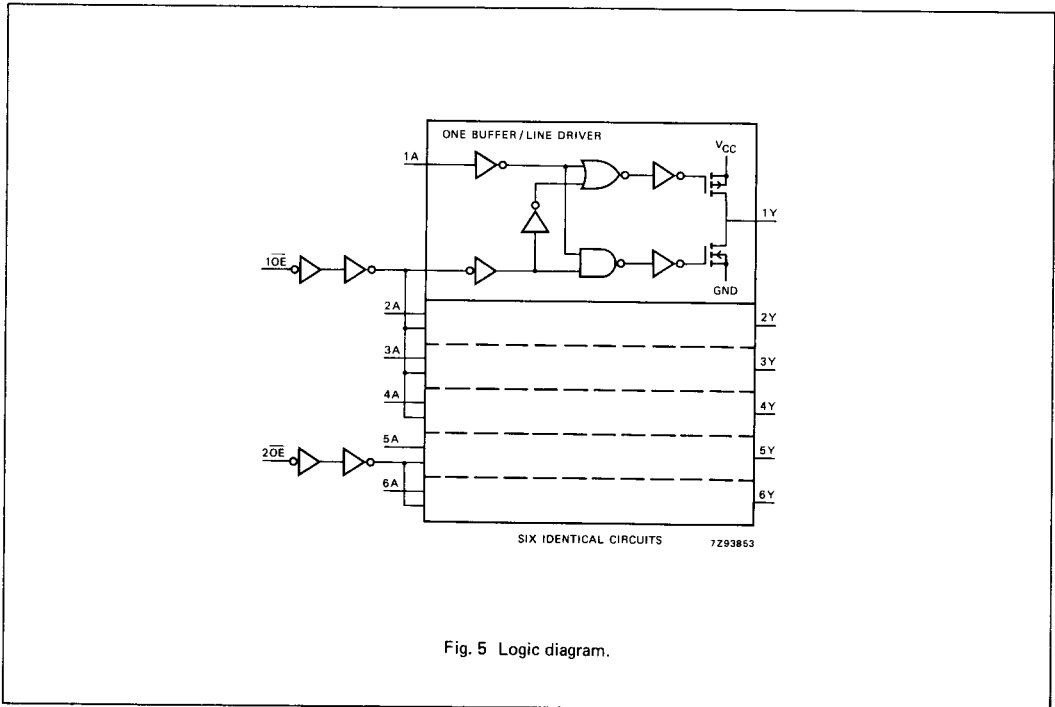 ONE BUFFER/LINE DRIVER
VCC
1A
1Y
1OE
GND
2A
2Y
3A
3Y
4A
4Y
5A
5Y
2OE
6A
6Y
SIX IDENTICAL CIRCUITS 7Z93853
Fig. 5 Logic diagram.